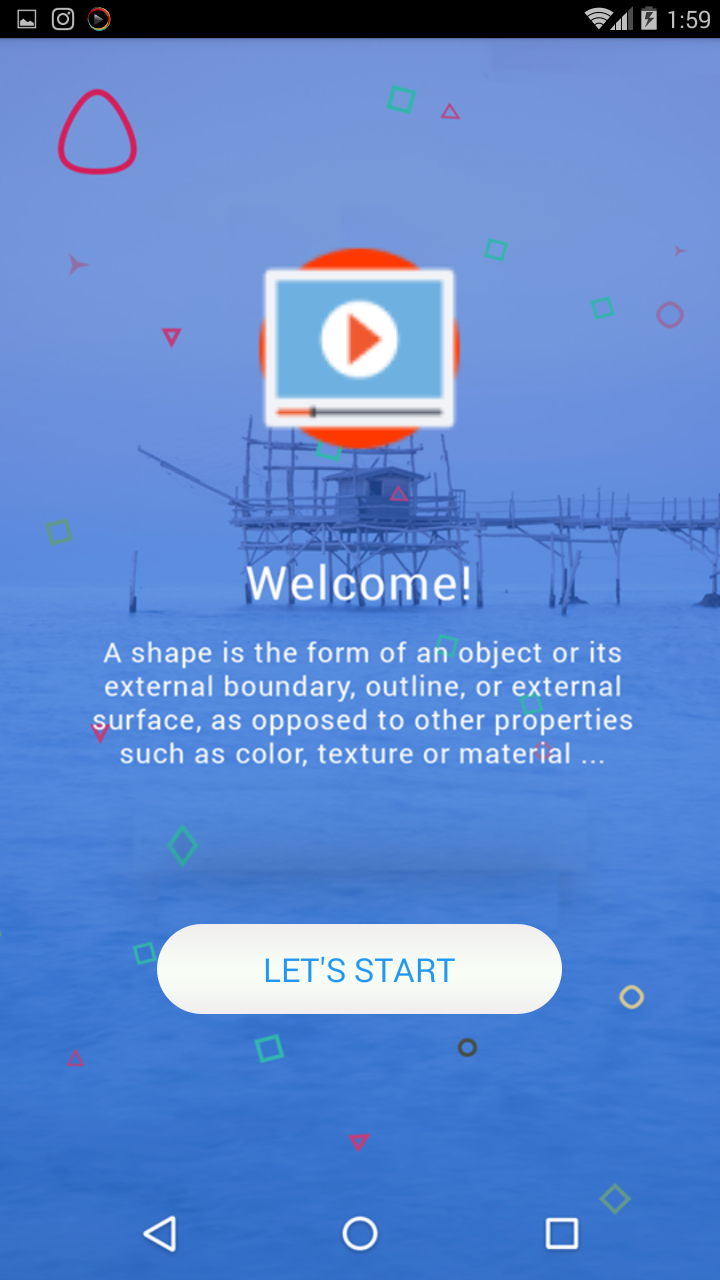 1:59
Welcome!
A shape is the form of an object or its
external boundary, outline, or external
surface, as opposed to other properties
such as color, texture or material ...
LET'S START